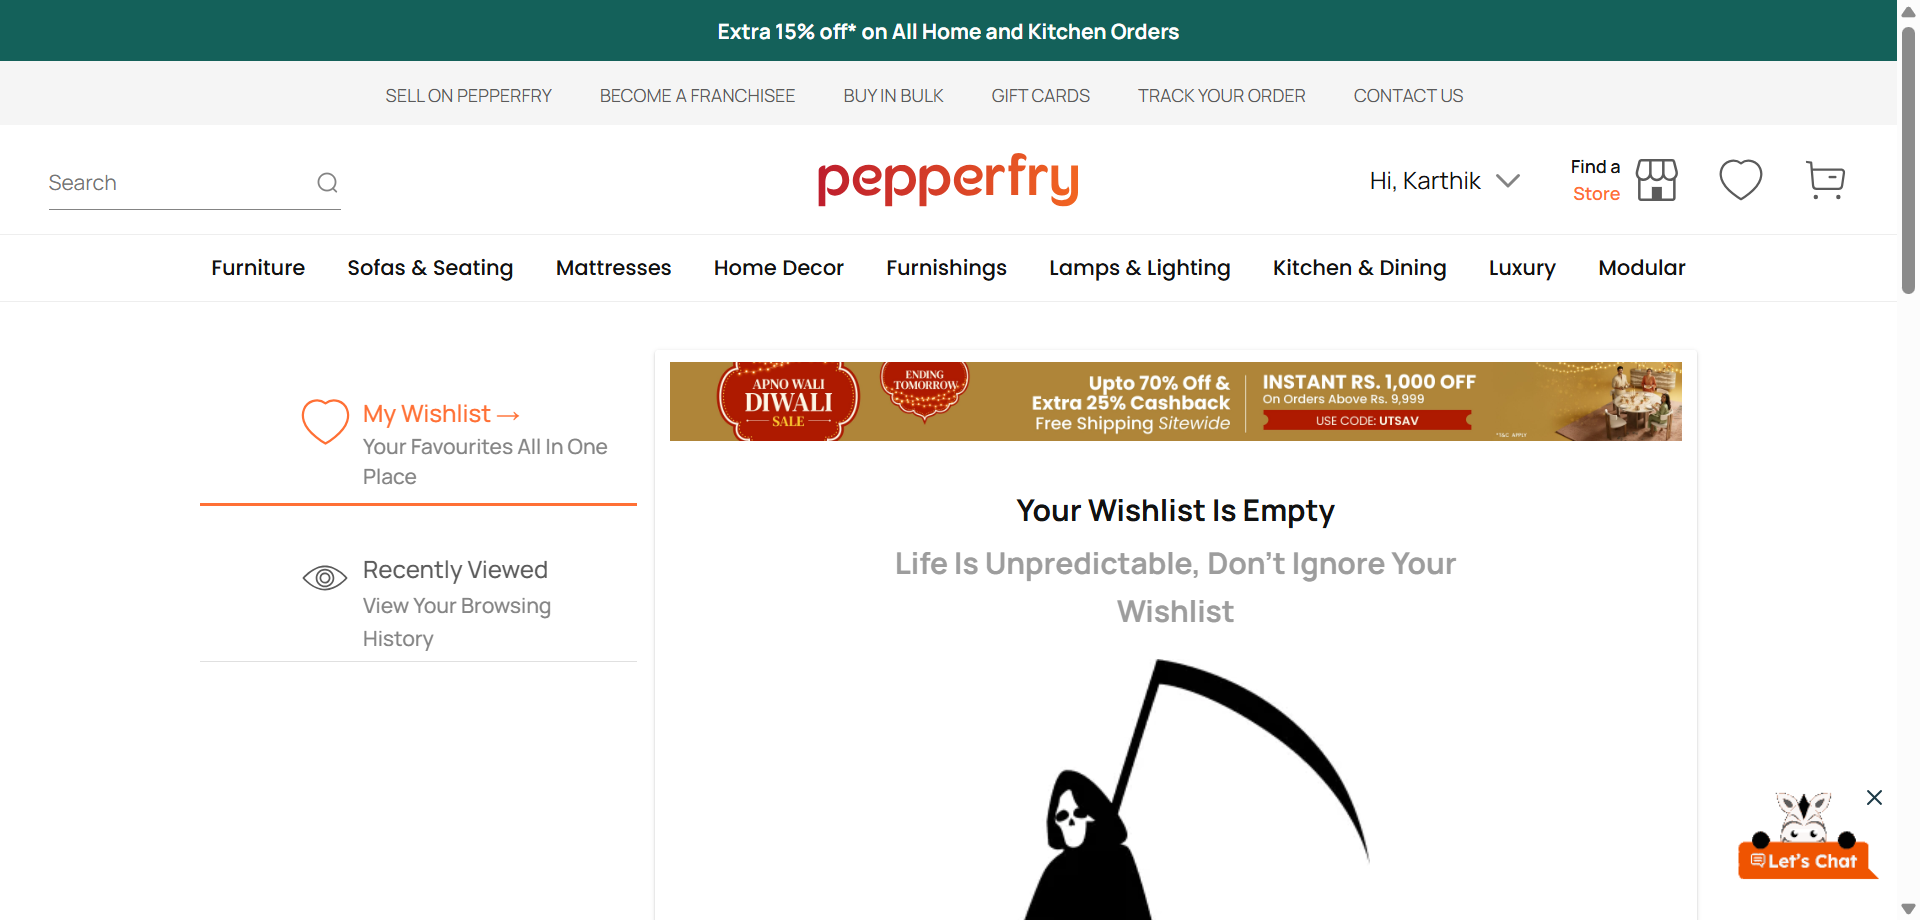 Extra 15% off* on All Home and Kitchen Orders
SELL ON PEPPERFRY
BECOME A FRANCHISEE
BUY IN BULK
GIFT CARDS
TRACK YOUR ORDER
CONTACT US
Search
pepperfry
Hi, Karthik
Find a
Store
Furniture
Sofas & Seating
Mattresses
Home Decor
Furnishings
Lamps & Lighting
Kitchen & Dining
Luxury
Modular
My Wishlist →
Your Favourites All In One
Place
Recently Viewed
View Your Browsing
History
APNO WALI
DIWALI
SALE
ENDING
TOMORROW
Upto 70% Off &
Extra 25% Cashback
Free Shipping Sitewide
INSTANT RS. 1,000 OFF
On Orders Above Rs. 9,999
USE CODE: UTSAV
*T&C APPLY
Your Wishlist Is Empty
Life Is Unpredictable, Don't Ignore Your
Wishlist
Let's Chat